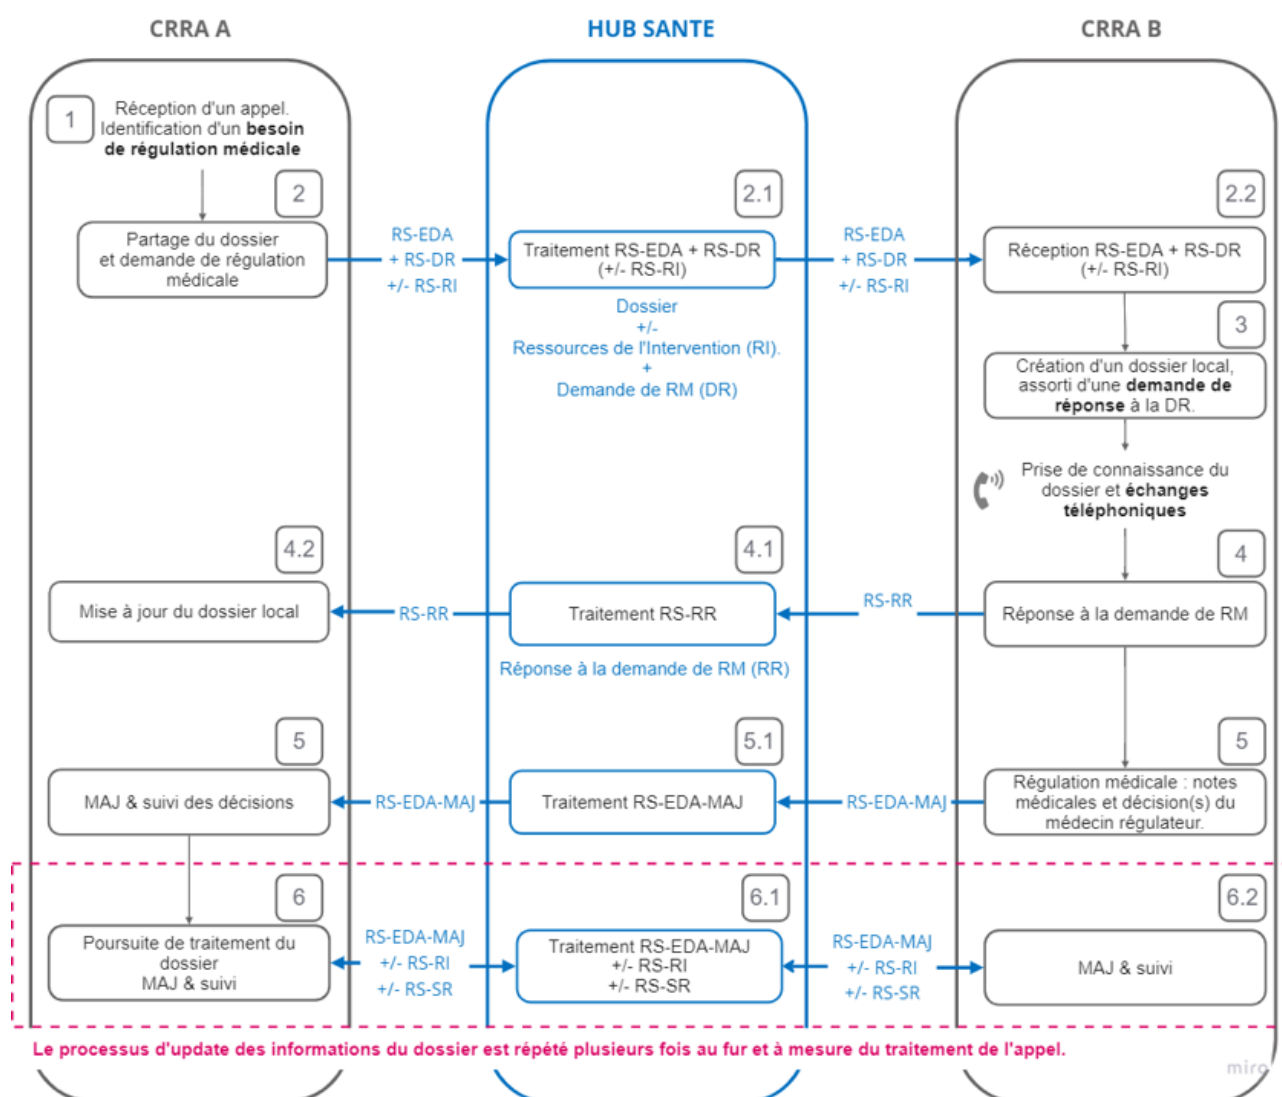 CRRA A
HUB SANTE
CRRA B
1
Réception d'un appel.
Identification d'un besoin
de régulation médicale
2
2.1
2.2
Partage du dossier
et demande de régulation
médicale
RS-EDA
+ RS-DR
+/- RS-RI
Traitement RS-EDA + RS-DR
(+/- RS-RI)
RS-EDA
+ RS-DR
+/- RS-RI
Réception RS-EDA + RS-DR
(+/- RS-RI)
Dossier
+/-
Ressources de l'Intervention (RI).
+
Demande de RM (DR)
3
Création d'un dossier local,
assorti d'une demande de
réponse à la DR.
Prise de connaissance du
dossier et échanges
téléphoniques
4.2
4.1
4
Mise à jour du dossier local
RS-RR
Traitement RS-RR
RS-RR
Réponse à la demande de RM
Réponse à la demande de RM (RR)
5
5.1
5
MAJ & suivi des décisions
RS-EDA-MAJ
Traitement RS-EDA-MAJ
RS-EDA-MAJ
Régulation médicale : notes
médicales et décision(s) du
médecin régulateur.
6
6.1
6.2
Poursuite de traitement du
dossier
MAJ & suivi
RS-EDA-MAJ
+/- RS-RI
+/- RS-SR
Traitement RS-EDA-MAJ
+/- RS-RI
+/- RS-SR
RS-EDA-MAJ
+/- RS-RI
+/- RS-SR
MAJ & suivi
Le processus d'update des informations du dossier est répété plusieurs fois au fur et à mesure du traitement de l'appel.
miro